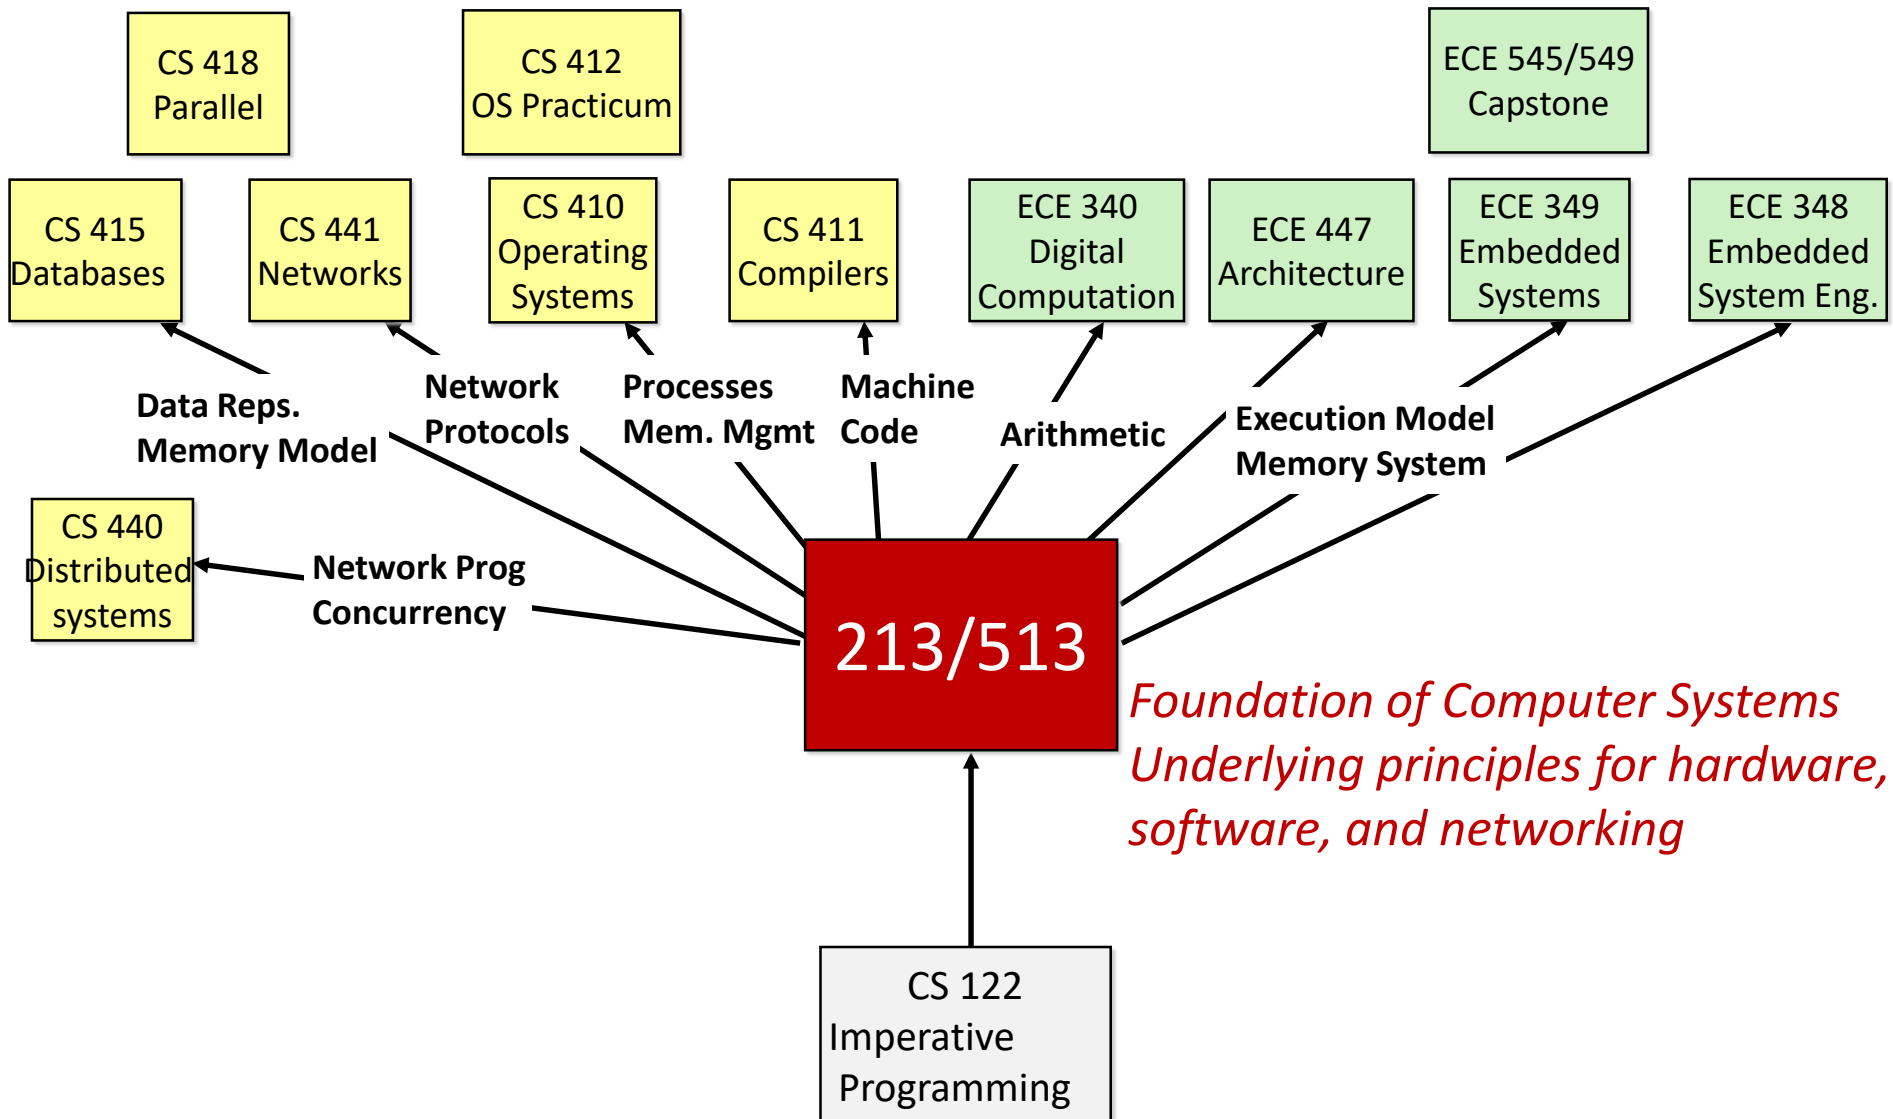 CS 418
Parallel
CS 412
OS Practicum
ECE 545/549
Capstone
CS 415
Databases
CS 441
Networks
CS 410
Operating
Systems
CS 411
Compilers
ECE 340
Digital
Computation
ECE 447
Architecture
ECE 349
Embedded
Systems
ECE 348
Embedded
System Eng.
Data Reps.
Memory Model
Network
Protocols
Processes
Mem. Mgmt
Machine
Code
Arithmetic
Execution Model
Memory System
CS 440
Distributed
systems
Network Prog
Concurrency
213/513
Foundation of Computer Systems
Underlying principles for hardware,
software, and networking
CS 122
Imperative
Programming